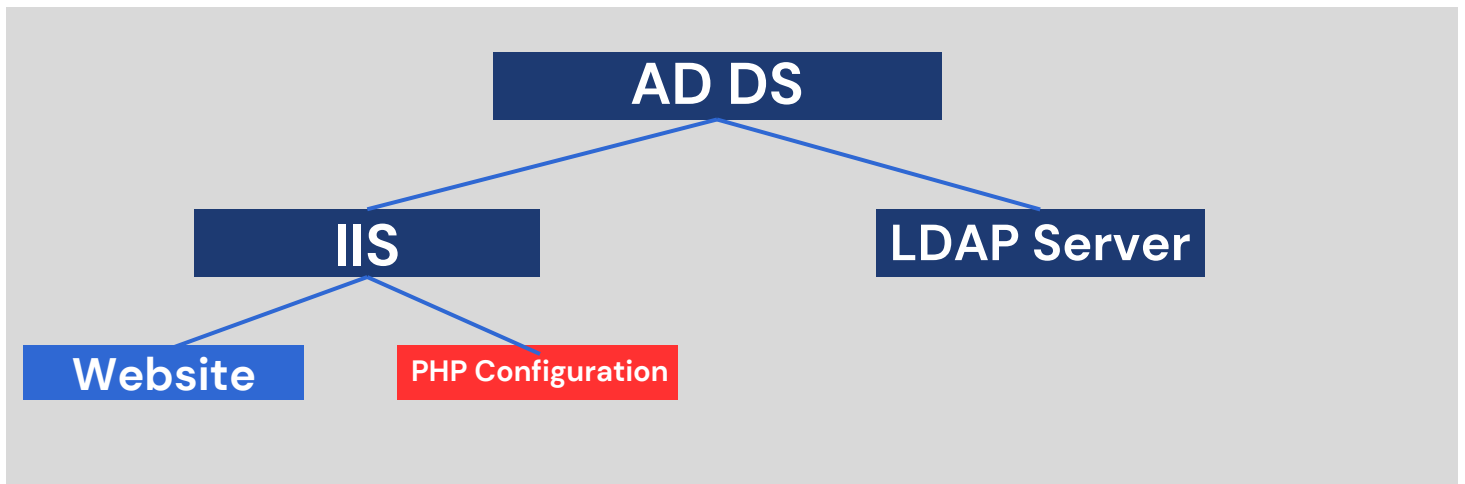 AD DS
IIS
LDAP Server
Website
PHP Configuration